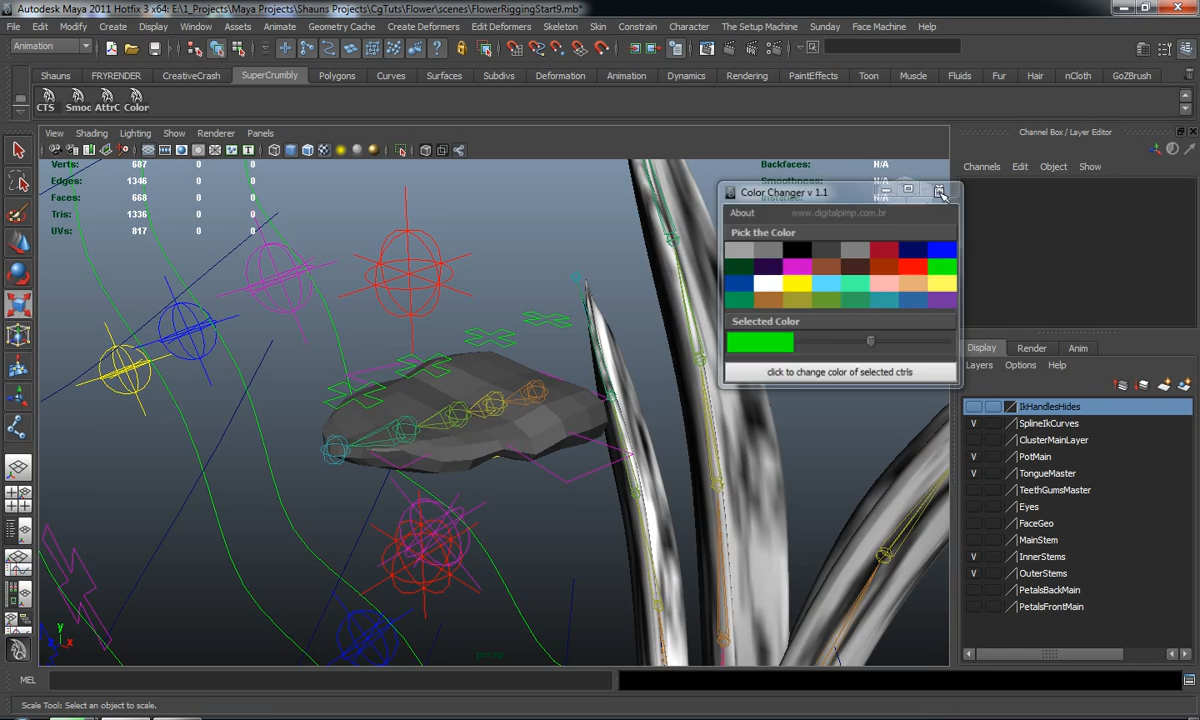 Autodesk Maya 2011 Hotfix 3 x64: E:\1_Projects\Maya Projects\Shauns Projects\CgTuts\Flower\scenes\FlowerRiggingStart9.mb*
File Edit Modify Create Display Window Assets Animate Geometry Cache Create Deformers Edit Deformers Skeleton Skin Constrain Character The Setup Machine Sunday Face Machine Help
Animation
Shauns FRYRENDER CreativeCrash SuperCrumbly Polygons Curves Surfaces Subdivs Deformation Animation Dynamics Rendering PaintEffects Toon Muscle Fluids Fur Hair nCloth GoZBrush
CTS Smoc AttrC Color
View Shading Lighting Show Renderer Panels
Channel Box / Layer Editor
Channels Edit Object Show
Verts: 687 0 0
Edges: 1346 0 0
Faces: 668 0 0
Tris: 1336 0 0
UVs: 817 0 0
Backfaces: N/A
Smoothness: N/A
Instance: N/A
Color Changer v 1.1
About www.digitalpimp.com.br
Pick the Color
Selected Color
click to change color of selected ctrls
Display Render Anim
Layers Options Help
IkHandlesHides
V SplineIkCurves
ClusterMainLayer
V PotMain
V TongueMaster
TeethGumsMaster
Eyes
FaceGeo
MainStem
V InnerStems
V OuterStems
PetalsBackMain
PetalsFrontMain
y
x
persp
MEL
Scale Tool: Select an object to scale.